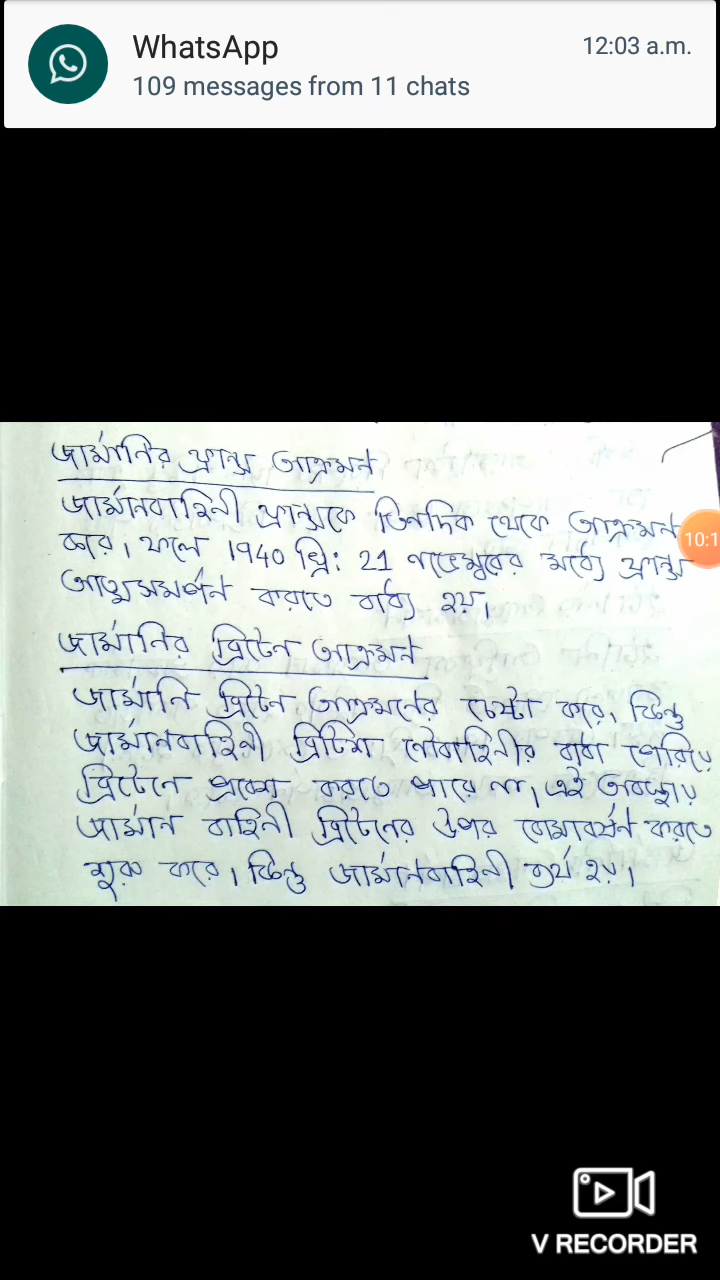 WhatsApp
12:03 a.m.
109 messages from 11 chats
জার্মানির ফ্রান্স আক্রমন
জার্মানবাহিনী ফ্রান্সকে তিনদিক থেকে আক্রমন
করে। ফলে 1940 খ্রি: 21 নভেম্বরের মধ্যে ফ্রান্স
আত্মসমর্পন করতে বাধ্য হয়।
জার্মানির ব্রিটেন আক্রমন
জার্মানি ব্রিটেন আক্রমনের চেষ্টা করে, কিন্তু
জার্মানবাহিনী ব্রিটিশ নৌবাহিনীর বাধা পেরিয়ে
ব্রিটেনে প্রবেশ করতে পারে না। এই অবস্থায়
জার্মান বাহিনী ব্রিটেনের উপর বোমাবর্ষন করতে
শুরু করে। কিন্তু জার্মানবাহিনী ব্যর্থ হয়।
10:1
V RECORDER